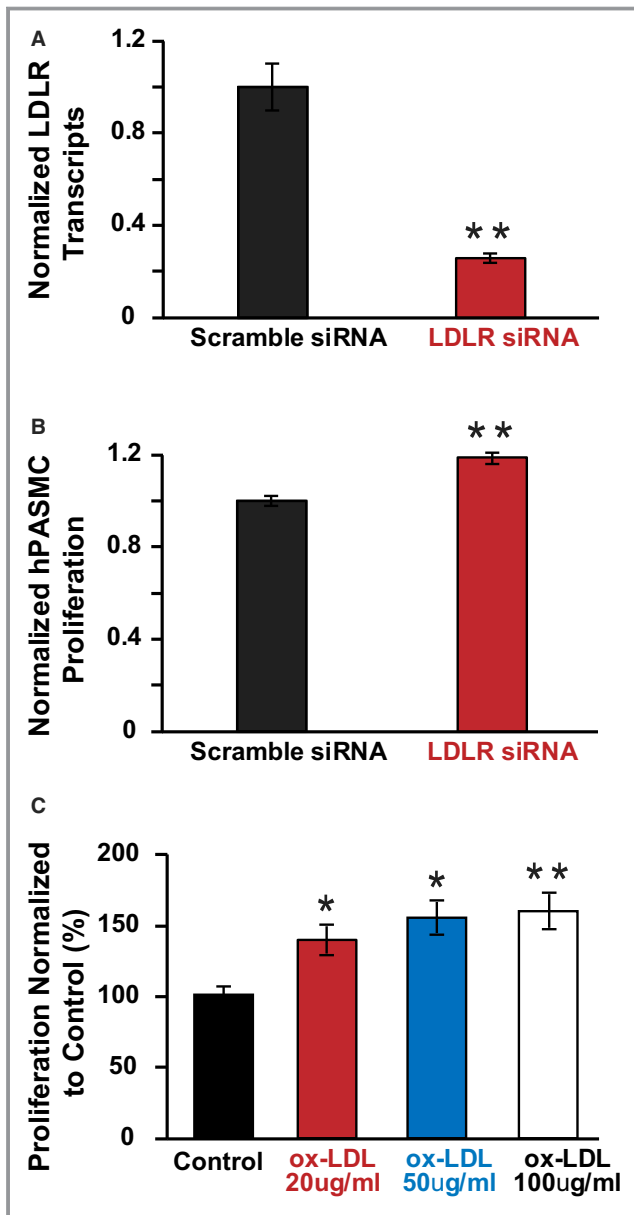 A
Normalized LDLR
Transcripts
1.2
0.8
0.4
0
**
Scramble siRNA LDLR siRNA
B
Normalized hPASMC
Proliferation
1.2
0.8
0.4
0
**
Scramble siRNA LDLR siRNA
C
Proliferation Normalized
to Control (%)
200
150
100
50
0
* * **
Control ox-LDL ox-LDL ox-LDL
20ug/ml 50ug/ml 100ug/ml